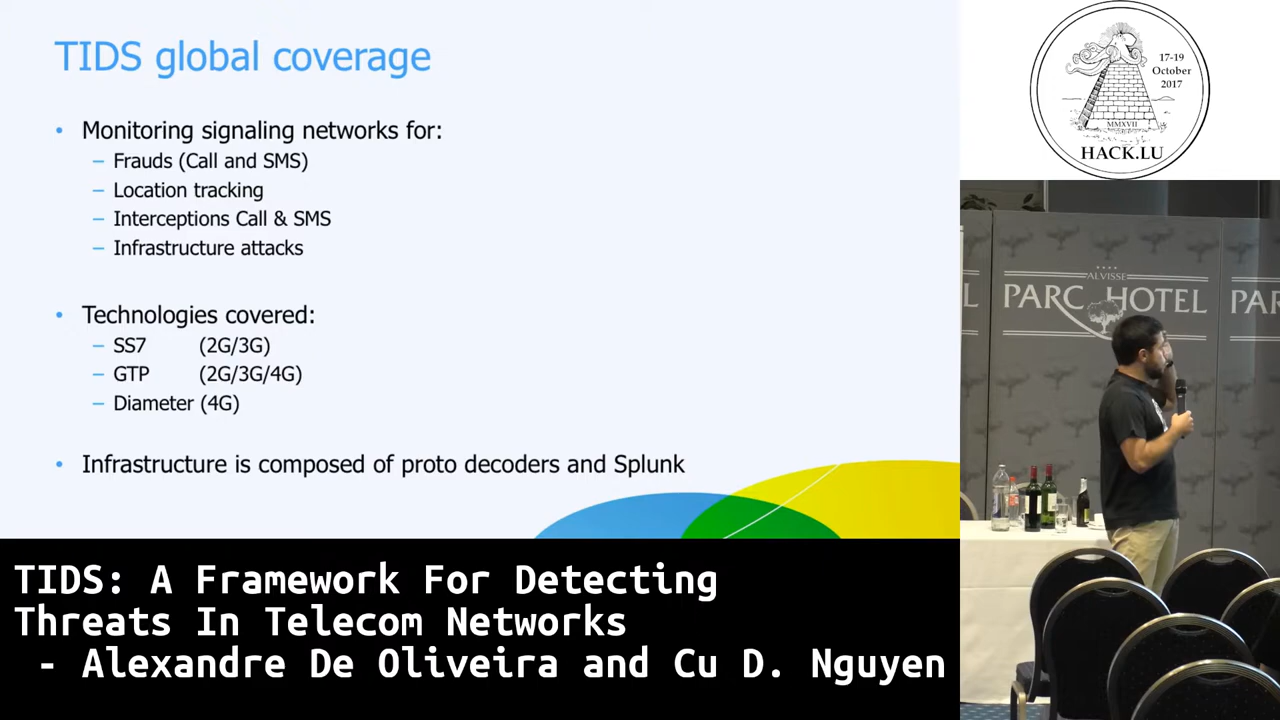 TIDS global coverage
• Monitoring signaling networks for:
– Frauds (Call and SMS)
– Location tracking
– Interceptions Call & SMS
– Infrastructure attacks
• Technologies covered:
– SS7 (2G/3G)
– GTP (2G/3G/4G)
– Diameter (4G)
• Infrastructure is composed of proto decoders and Splunk
17-19
October
2017
MMXVII
HACK.LU
ALVISSE
PARC HOTEL
PAR
L
TIDS: A Framework For Detecting
Threats In Telecom Networks
- Alexandre De Oliveira and Cu D. Nguyen